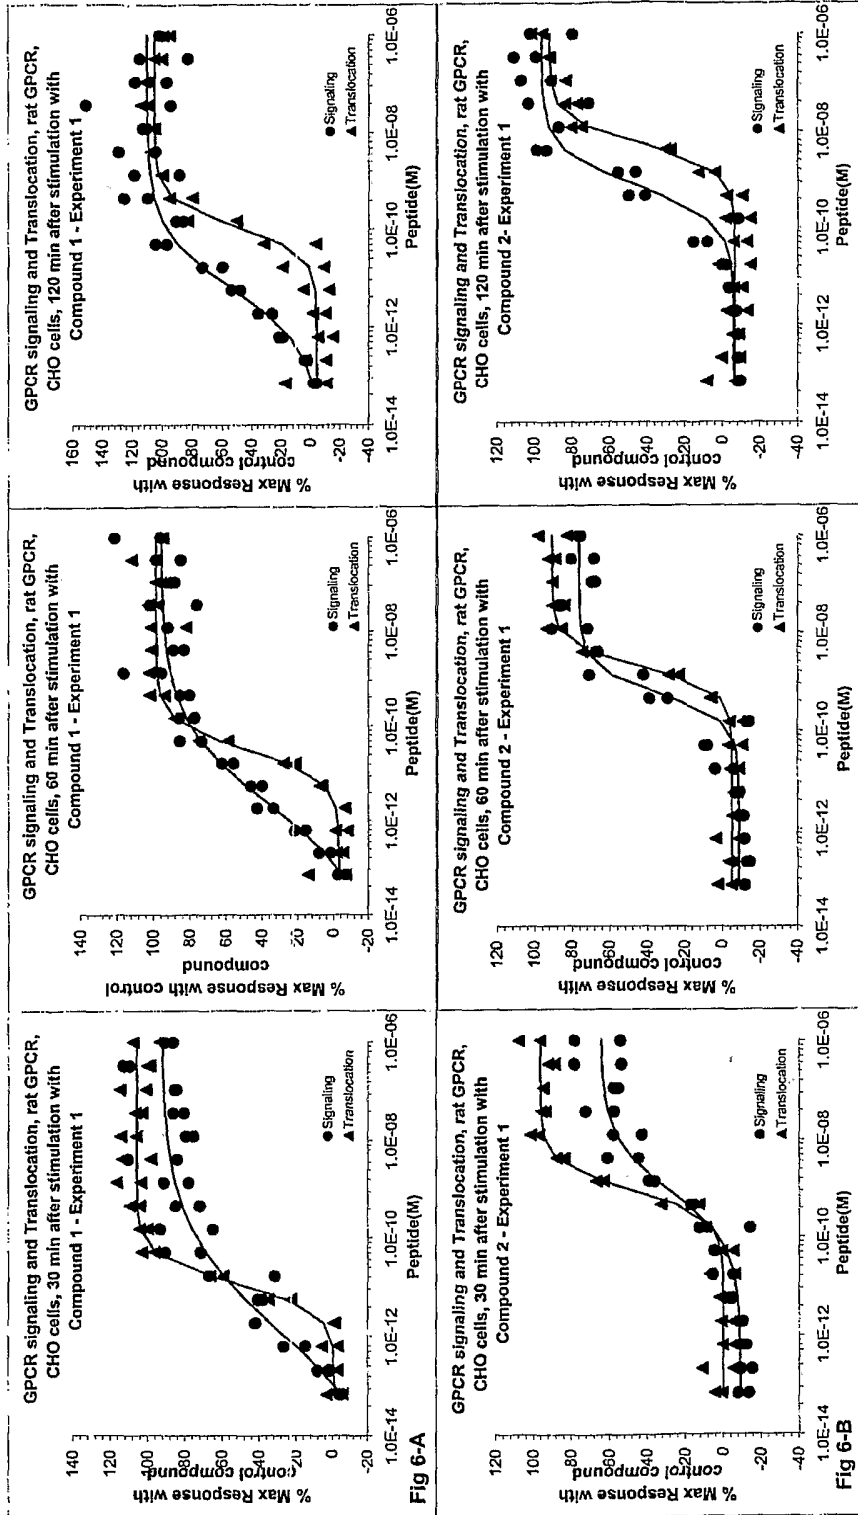 GPCR signaling and Translocation, rat GPCR,
CHO cells, 30 min after stimulation with
Compound 1 - Experiment 1
% Max Response with
control compound
140
120
100
80
60
40
20
0
-20
1.0E-14
1.0E-12
1.0E-10
1.0E-08
1.0E-06
Peptide(M)
Signaling
Translocation
Fig 6-A
GPCR signaling and Translocation, rat GPCR,
CHO cells, 60 min after stimulation with
Compound 1 - Experiment 1
% Max Response with control
compound
120
100
80
60
40
20
0
-20
1.0E-14
1.0E-12
1.0E-10
1.0E-08
1.0E-06
Peptide(M)
Signaling
Translocation
GPCR signaling and Translocation, rat GPCR,
CHO cells, 120 min after stimulation with
Compound 1 - Experiment 1
% Max Response with
control compound
160
140
120
100
80
60
40
20
0
-20
-40
1.0E-14
1.0E-12
1.0E-10
1.0E-08
1.0E-06
Peptide(M)
Signaling
Translocation
GPCR signaling and Translocation, rat GPCR,
CHO cells, 30 min after stimulation with
Compound 2 - Experiment 1
% Max Response with
control compound
120
100
80
60
40
20
0
-20
-40
1.0E-14
1.0E-12
1.0E-10
1.0E-08
1.0E-06
Peptide(M)
Signaling
Translocation
Fig 6-B
GPCR signaling and Translocation, rat GPCR,
CHO cells, 60 min after stimulation with
Compound 2 - Experiment 1
% Max Response with
control compound
120
100
80
60
40
20
0
-20
-40
1.0E-14
1.0E-12
1.0E-10
1.0E-08
1.0E-06
Peptide(M)
Signaling
Translocation
GPCR signaling and Translocation, rat GPCR,
CHO cells, 120 min after stimulation with
Compound 2- Experiment 1
% Max Response with
control compound
120
100
80
60
40
20
0
-20
-40
1.0E-14
1.0E-12
1.0E-10
1.0E-08
1.0E-06
Peptide(M)
Signaling
Translocation